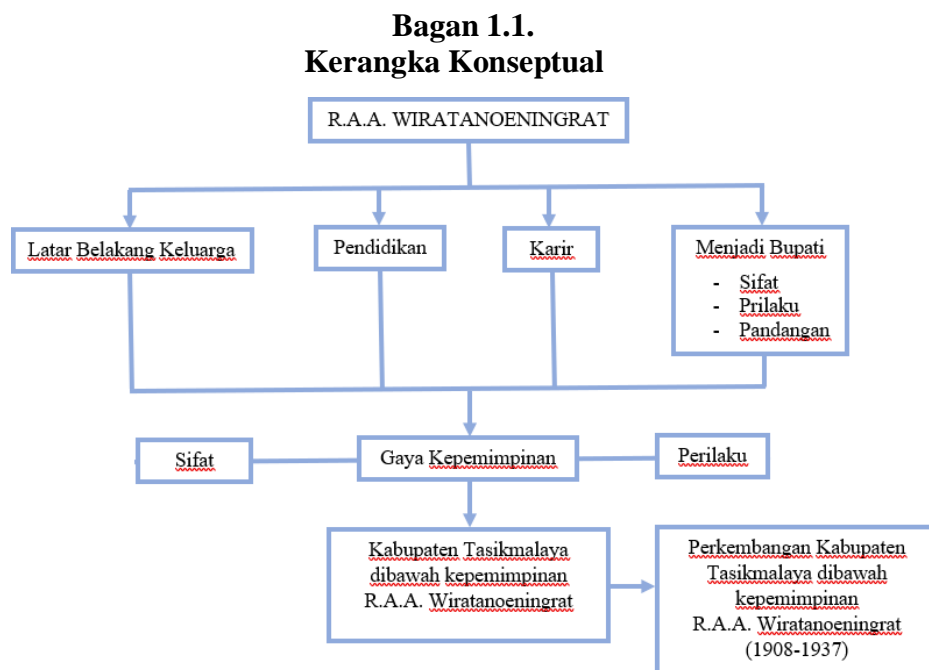 Bagan 1.1.
Kerangka Konseptual
R.A.A. WIRATANOENINGRAT
Latar Belakang Keluarga
Pendidikan
Karir
Menjadi Bupati
- Sifat
- Prilaku
- Pandangan
Sifat
Gaya Kepemimpinan
Perilaku
Kabupaten Tasikmalaya
dibawah kepemimpinan
R.A.A. Wiratanoeningrat
Perkembangan Kabupaten
Tasikmalaya dibawah
kepemimpinan
R.A.A. Wiratanoeningrat
(1908-1937)